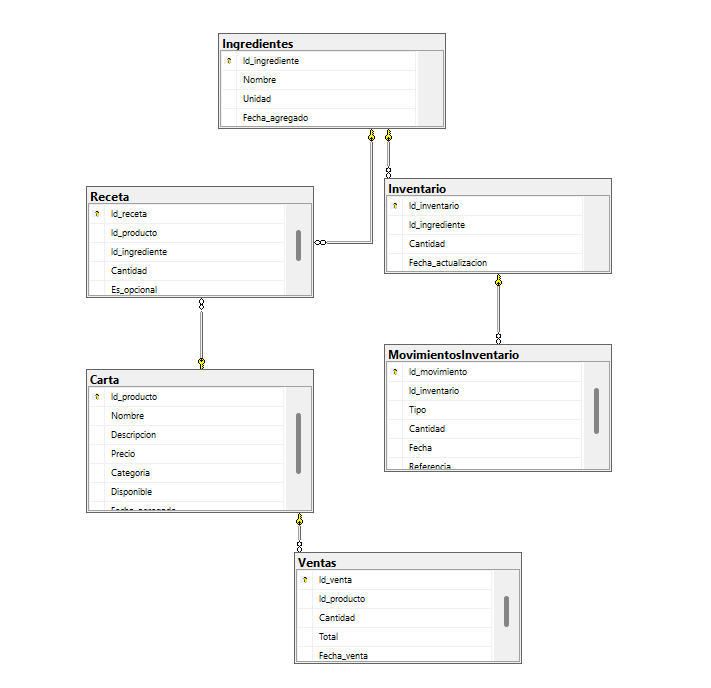 Ingredientes
Id_ingrediente
Nombre
Unidad
Fecha_agregado
Receta
Id_receta
Id_producto
Id_ingrediente
Cantidad
Es_opcional
Inventario
Id_inventario
Id_ingrediente
Cantidad
Fecha_actualizacion
Carta
Id_producto
Nombre
Descripcion
Precio
Categoria
Disponible
Fecha_agregado
MovimientosInventario
Id_movimiento
Id_inventario
Tipo
Cantidad
Fecha
Referencia
Ventas
Id_venta
Id_producto
Cantidad
Total
Fecha_venta